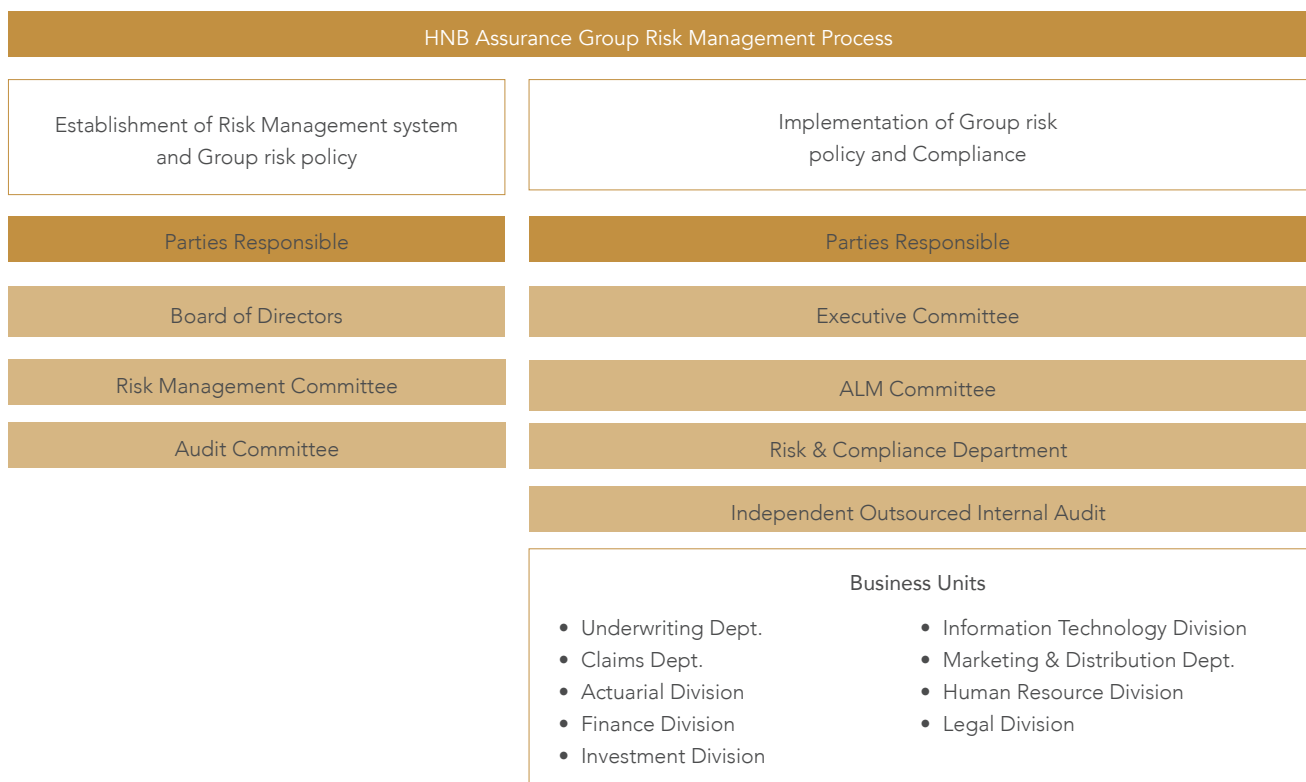 HNB Assurance Group Risk Management Process
Establishment of Risk Management system
and Group risk policy
Parties Responsible
Board of Directors
Risk Management Committee
Audit Committee
Implementation of Group risk
policy and Compliance
Parties Responsible
Executive Committee
ALM Committee
Risk & Compliance Department
Independent Outsourced Internal Audit
Business Units
• Underwriting Dept.
• Claims Dept.
• Actuarial Division
• Finance Division
• Investment Division
• Information Technology Division
• Marketing & Distribution Dept.
• Human Resource Division
• Legal Division